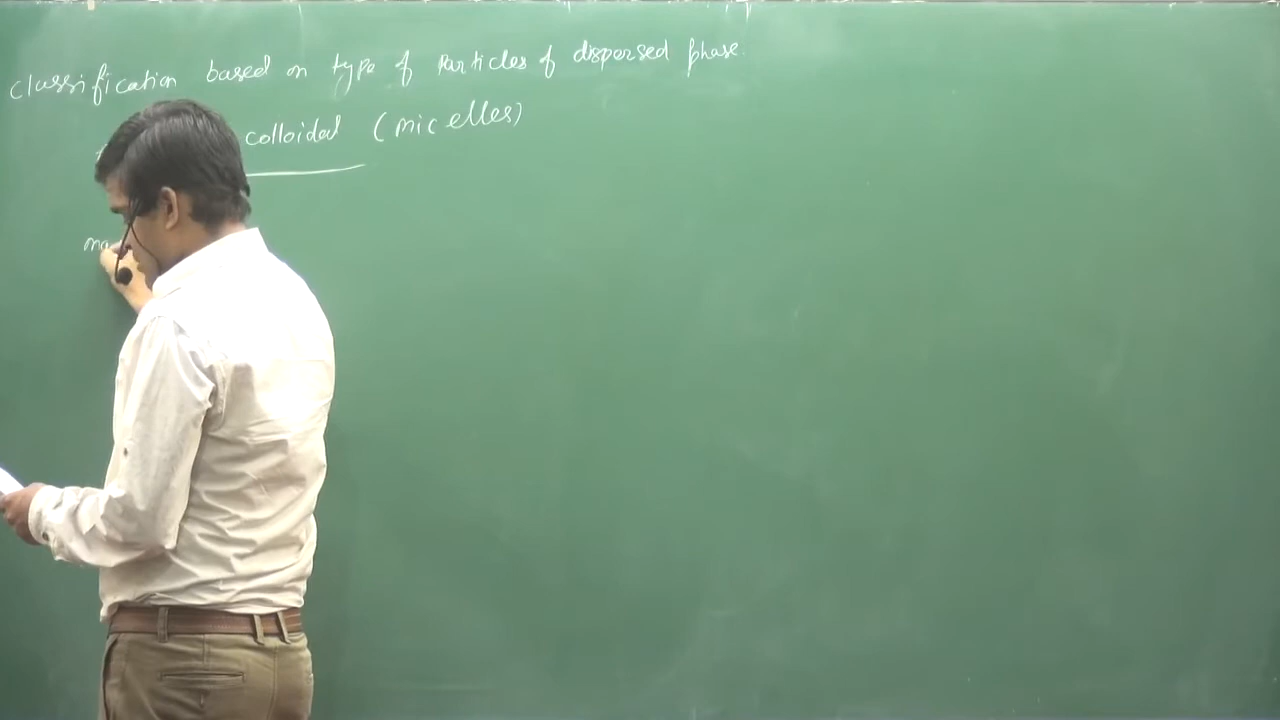 classification based on type of Particles of dispersed phase.
colloidal (micelles)